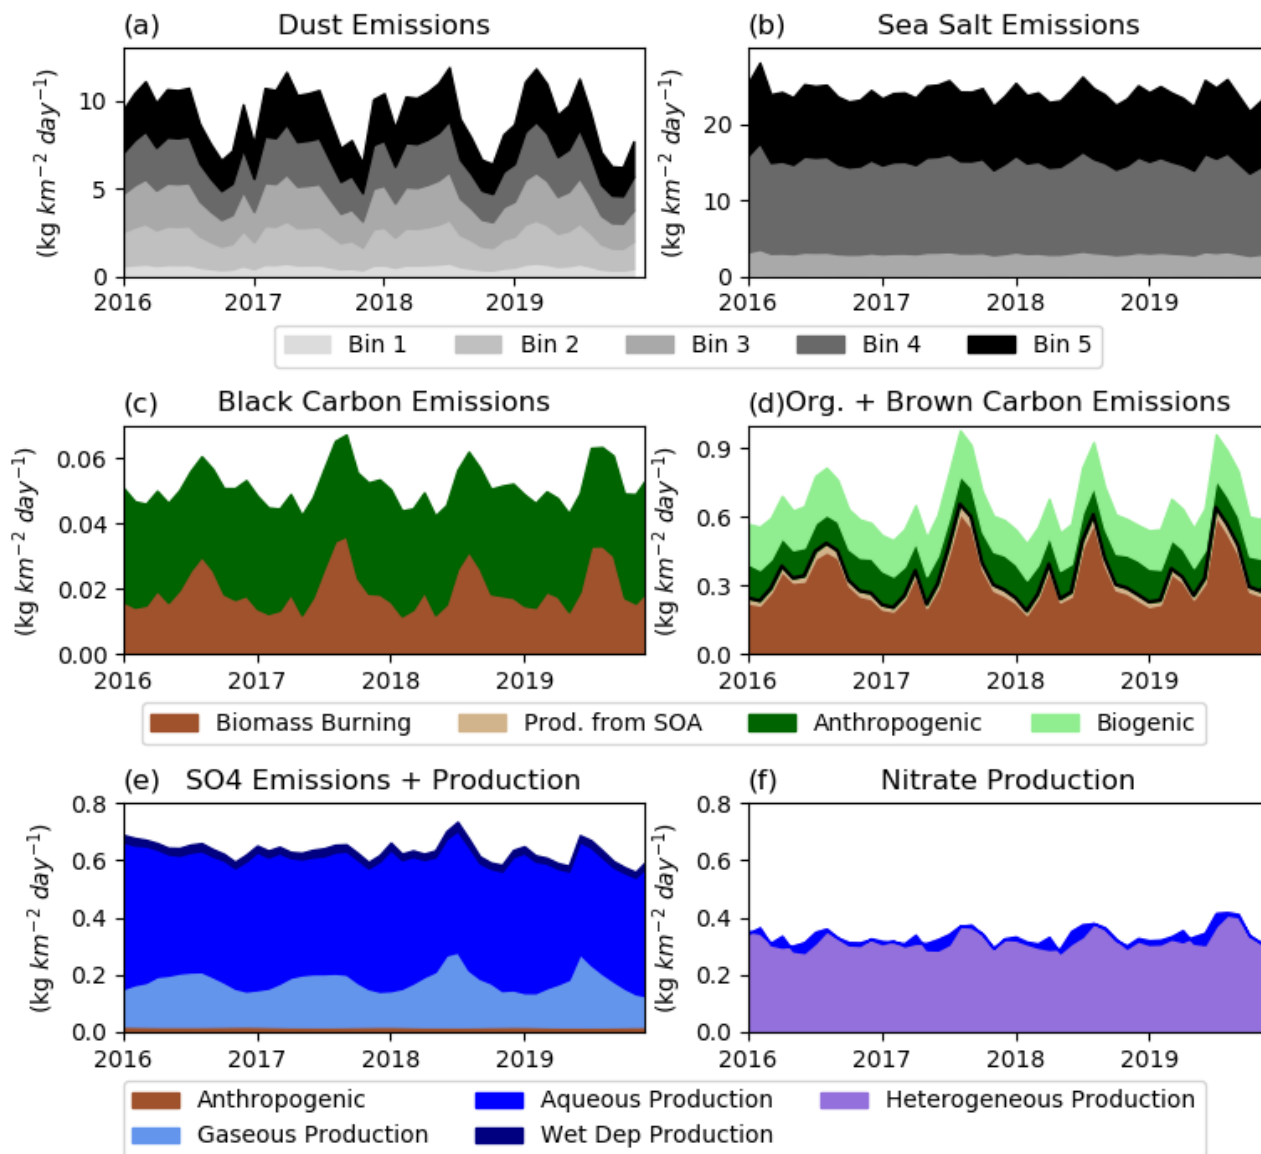 (a) Dust Emissions
(b) Sea Salt Emissions
(kg km⁻² day⁻¹)
10
5
0
2016 2017 2018 2019
(kg km⁻² day⁻¹)
20
10
0
2016 2017 2018 2019
Bin 1 Bin 2 Bin 3 Bin 4 Bin 5
(c) Black Carbon Emissions
(d) Org. + Brown Carbon Emissions
(kg km⁻² day⁻¹)
0.06
0.04
0.02
0.00
2016 2017 2018 2019
(kg km⁻² day⁻¹)
0.9
0.6
0.3
0.0
2016 2017 2018 2019
Biomass Burning Prod. from SOA Anthropogenic Biogenic
(e) SO4 Emissions + Production
(f) Nitrate Production
(kg km⁻² day⁻¹)
0.8
0.6
0.4
0.2
0.0
2016 2017 2018 2019
(kg km⁻² day⁻¹)
0.8
0.6
0.4
0.2
0.0
2016 2017 2018 2019
Anthropogenic Aqueous Production Heterogeneous Production
Gaseous Production Wet Dep Production